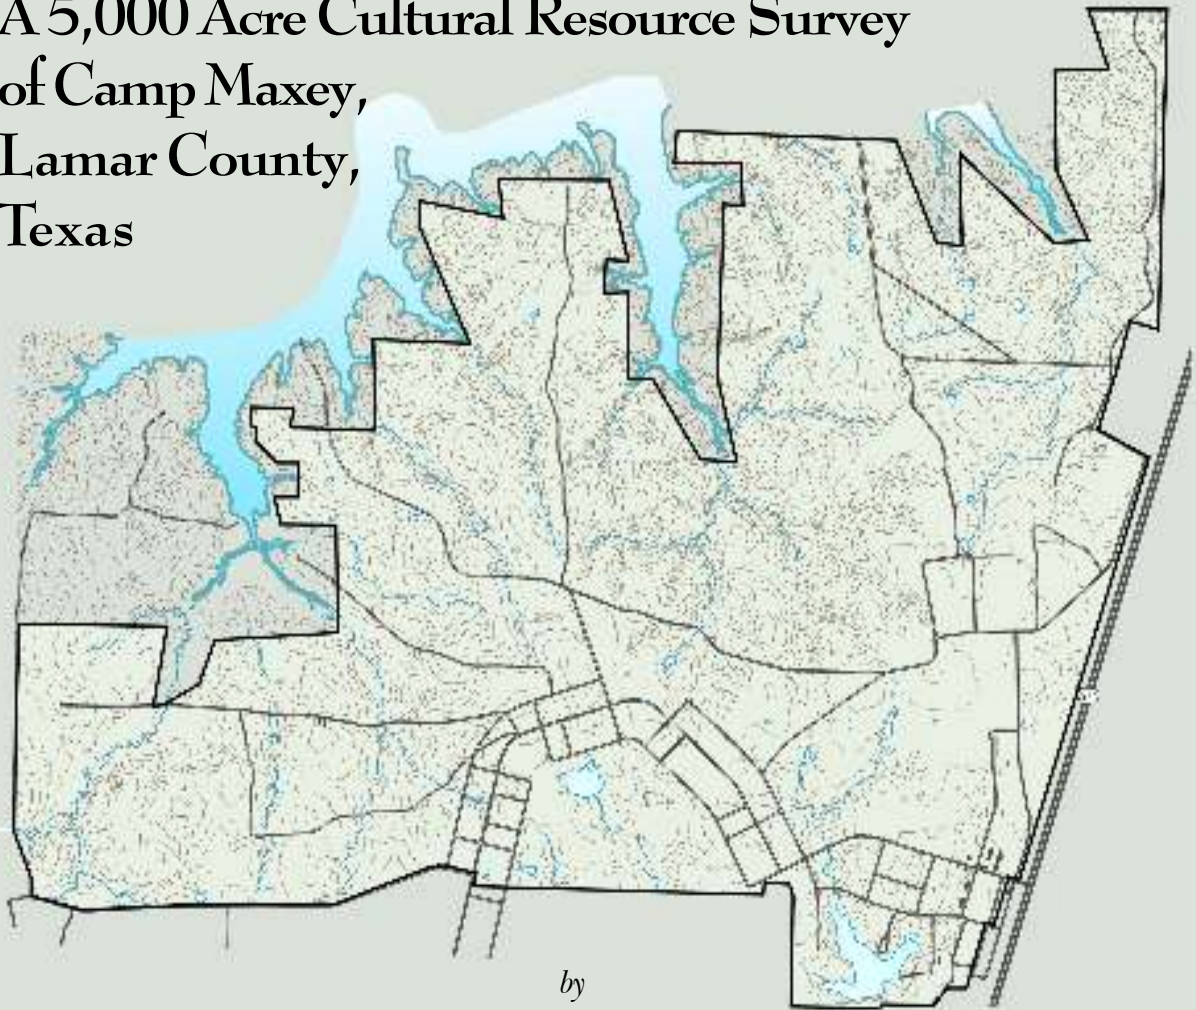 A 5,000 Acre Cultural Resource Survey
of Camp Maxey,
Lamar County,
Texas
by